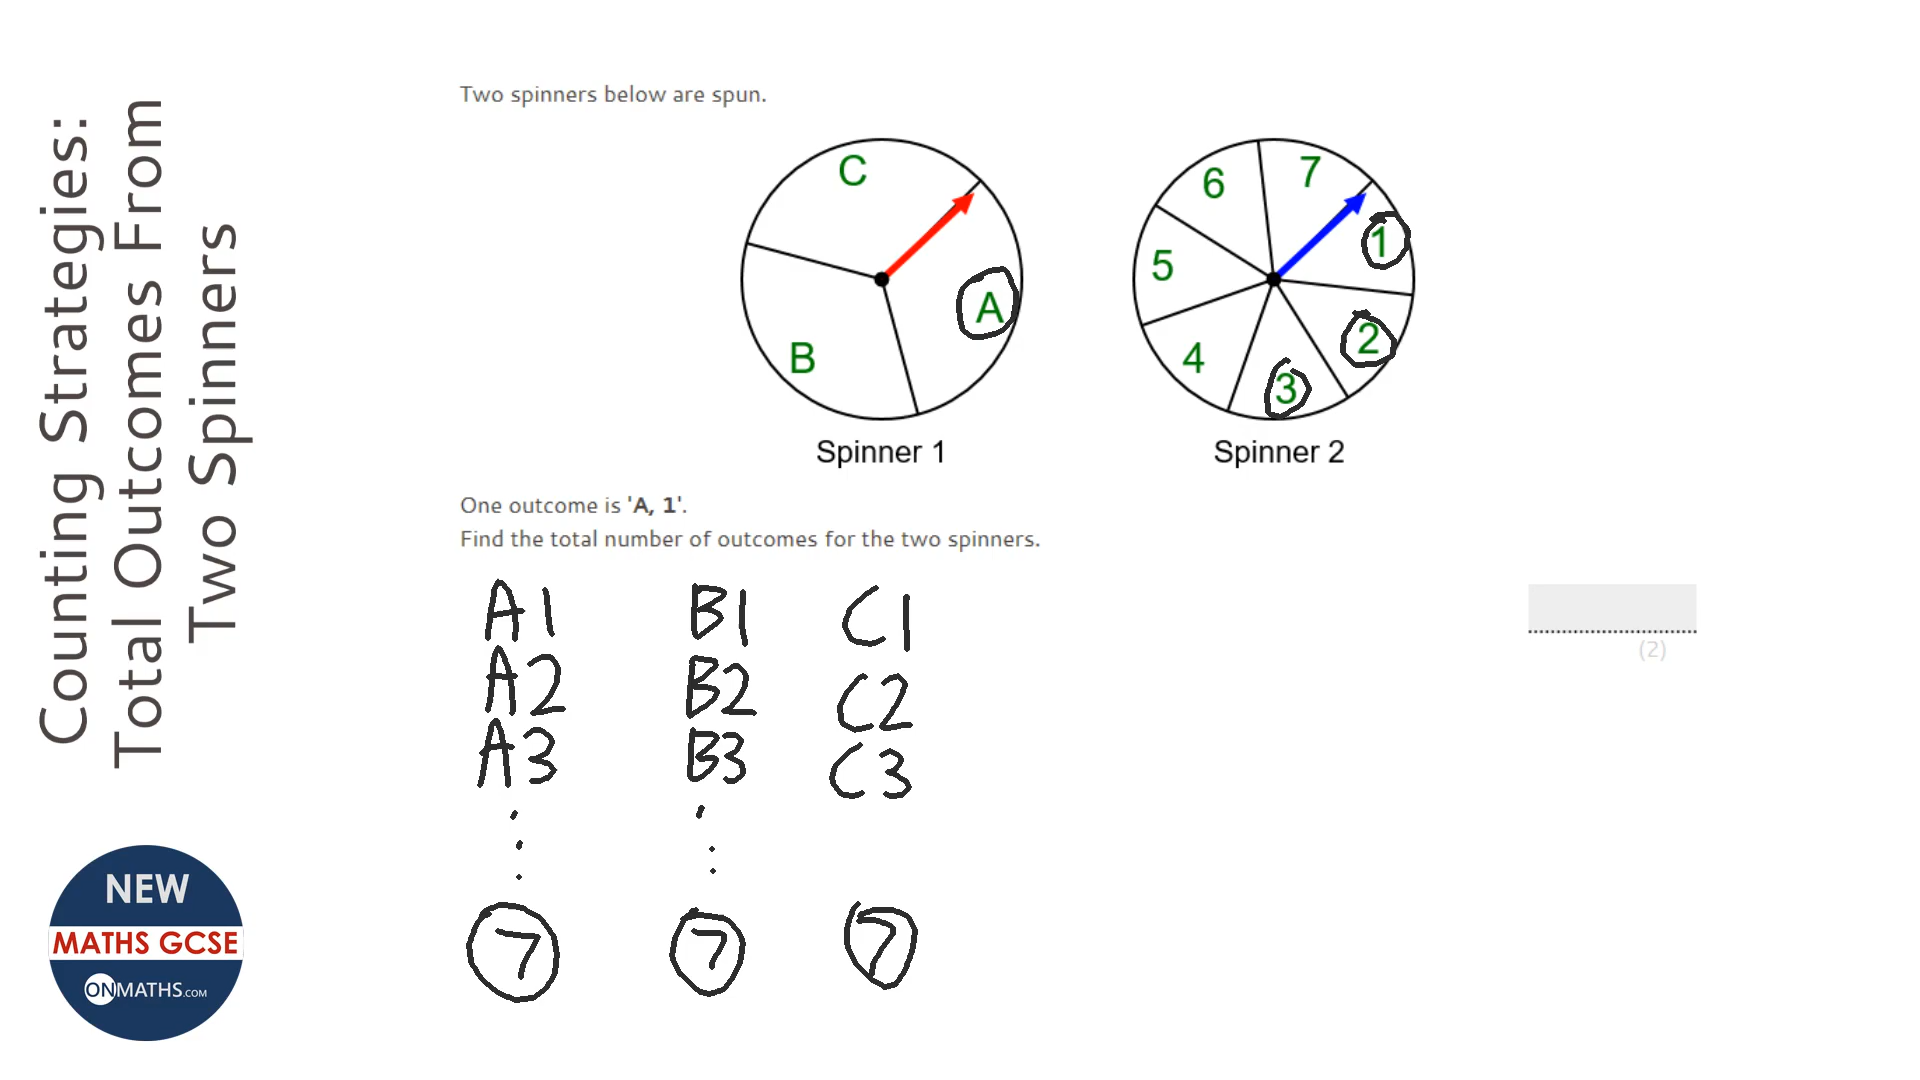 Counting Strategies:
Total Outcomes From
Two Spinners
Two spinners below are spun.
C
A
B
6
7
1
5
2
4
3
Spinner 1
Spinner 2
One outcome is 'A, 1'.
Find the total number of outcomes for the two spinners.
A1 B1 C1
A2 B2 C2
A3 B3 C3
7 7 7
(2)
NEW
MATHS GCSE
ONMATHS.COM